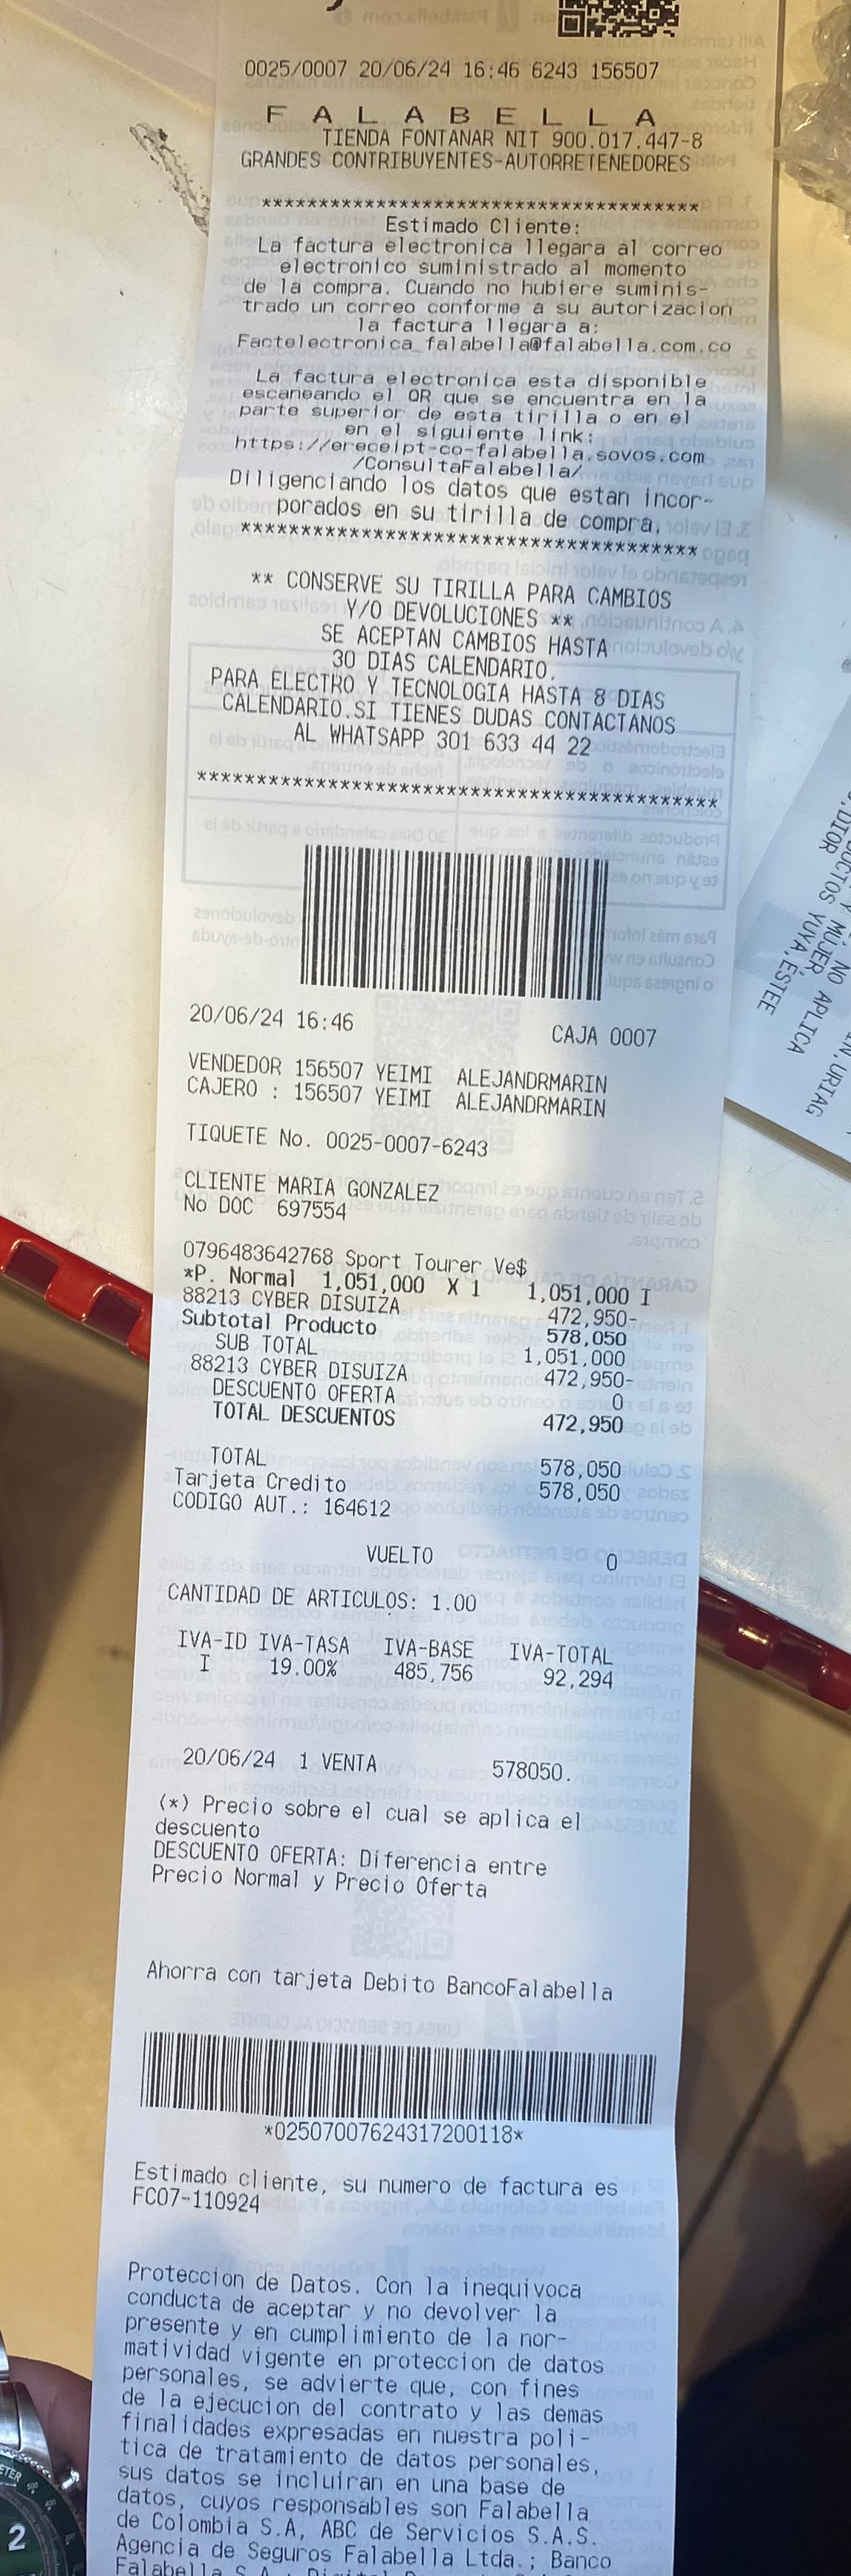 0025/0007 20/06/24 16:46 6243 156507
F A L A B E L L A
TIENDA FONTANAR NIT 900.017.447-8
GRANDES CONTRIBUYENTES-AUTORRETENEDORES
****************************************
Estimado Cliente:
La factura electronica llegara al correo
electronico suministrado al momento
de la compra. Cuando no hubiere suminis-
trado un correo conforme a su autorizacion
la factura llegara a:
Factelectronica_falabella@falabella.com.co
La factura electronica esta disponible
escaneando el QR que se encuentra en la
parte superior de esta tirilla o en el
en el siguiente link:
https://ereceipt-co-falabella.sovos.com
/ConsultaFalabella/
Diligenciando los datos que estan incor-
porados en su tirilla de compra.
****************************************
** CONSERVE SU TIRILLA PARA CAMBIOS
Y/O DEVOLUCIONES **
SE ACEPTAN CAMBIOS HASTA
30 DIAS CALENDARIO.
PARA ELECTRO Y TECNOLOGIA HASTA 8 DIAS
CALENDARIO.SI TIENES DUDAS CONTACTANOS
AL WHATSAPP 301 633 44 22
********************************************
20/06/24 16:46 CAJA 0007
VENDEDOR 156507 YEIMI ALEJANDRMARIN
CAJERO : 156507 YEIMI ALEJANDRMARIN
TIQUETE No. 0025-0007-6243
CLIENTE MARIA GONZALEZ
No DOC 697554
0796483642768 Sport Tourer Ve$
*P. Normal 1,051,000 X 1 1,051,000 I
88213 CYBER DISUIZA 472,950-
Subtotal Producto 578,050
SUB TOTAL 1,051,000
88213 CYBER DISUIZA 472,950-
DESCUENTO OFERTA 0
TOTAL DESCUENTOS 472,950
TOTAL 578,050
Tarjeta Credito 578,050
CODIGO AUT.: 164612
VUELTO 0
CANTIDAD DE ARTICULOS: 1.00
IVA-ID IVA-TASA IVA-BASE IVA-TOTAL
I 19.00% 485,756 92,294
20/06/24 1 VENTA 578050.
(*) Precio sobre el cual se aplica el
descuento
DESCUENTO OFERTA: Diferencia entre
Precio Normal y Precio Oferta
Ahorra con tarjeta Debito BancoFalabella
*02507007624317200118*
Estimado cliente, su numero de factura es
FC07-110924
Proteccion de Datos. Con la inequivoca
conducta de aceptar y no devolver la
presente y en cumplimiento de la nor-
matividad vigente en proteccion de datos
personales, se advierte que, con fines
de la ejecucion del contrato y las demas
finalidades expresadas en nuestra poli-
tica de tratamiento de datos personales,
sus datos se incluiran en una base de
datos, cuyos responsables son Falabella
de Colombia S.A, ABC de Servicios S.A.S.
Agencia de Seguros Falabella Ltda.; Banco
Falabella S.A.;
DIOR
MUJER NO APLICA
YUYA, ESTEE
URIAG
2